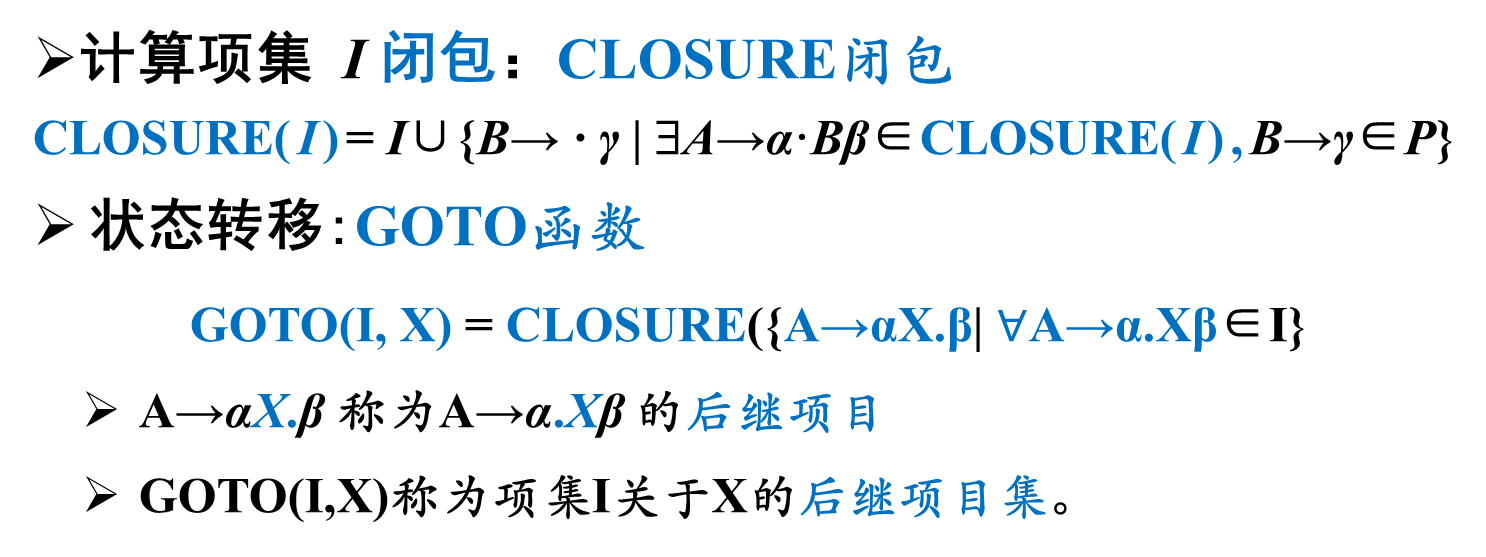 ➢计算项集 I 闭包：CLOSURE闭包
CLOSURE(I)= I∪{B→·γ | ∃A→α·Bβ∈CLOSURE(I),B→γ∈P}
➢ 状态转移:GOTO函数
GOTO(I, X) = CLOSURE({A→αX.β| ∀A→α.Xβ∈I}
➢ A→αX.β 称为A→α.Xβ 的后继项目
➢ GOTO(I,X)称为项集I关于X的后继项目集。